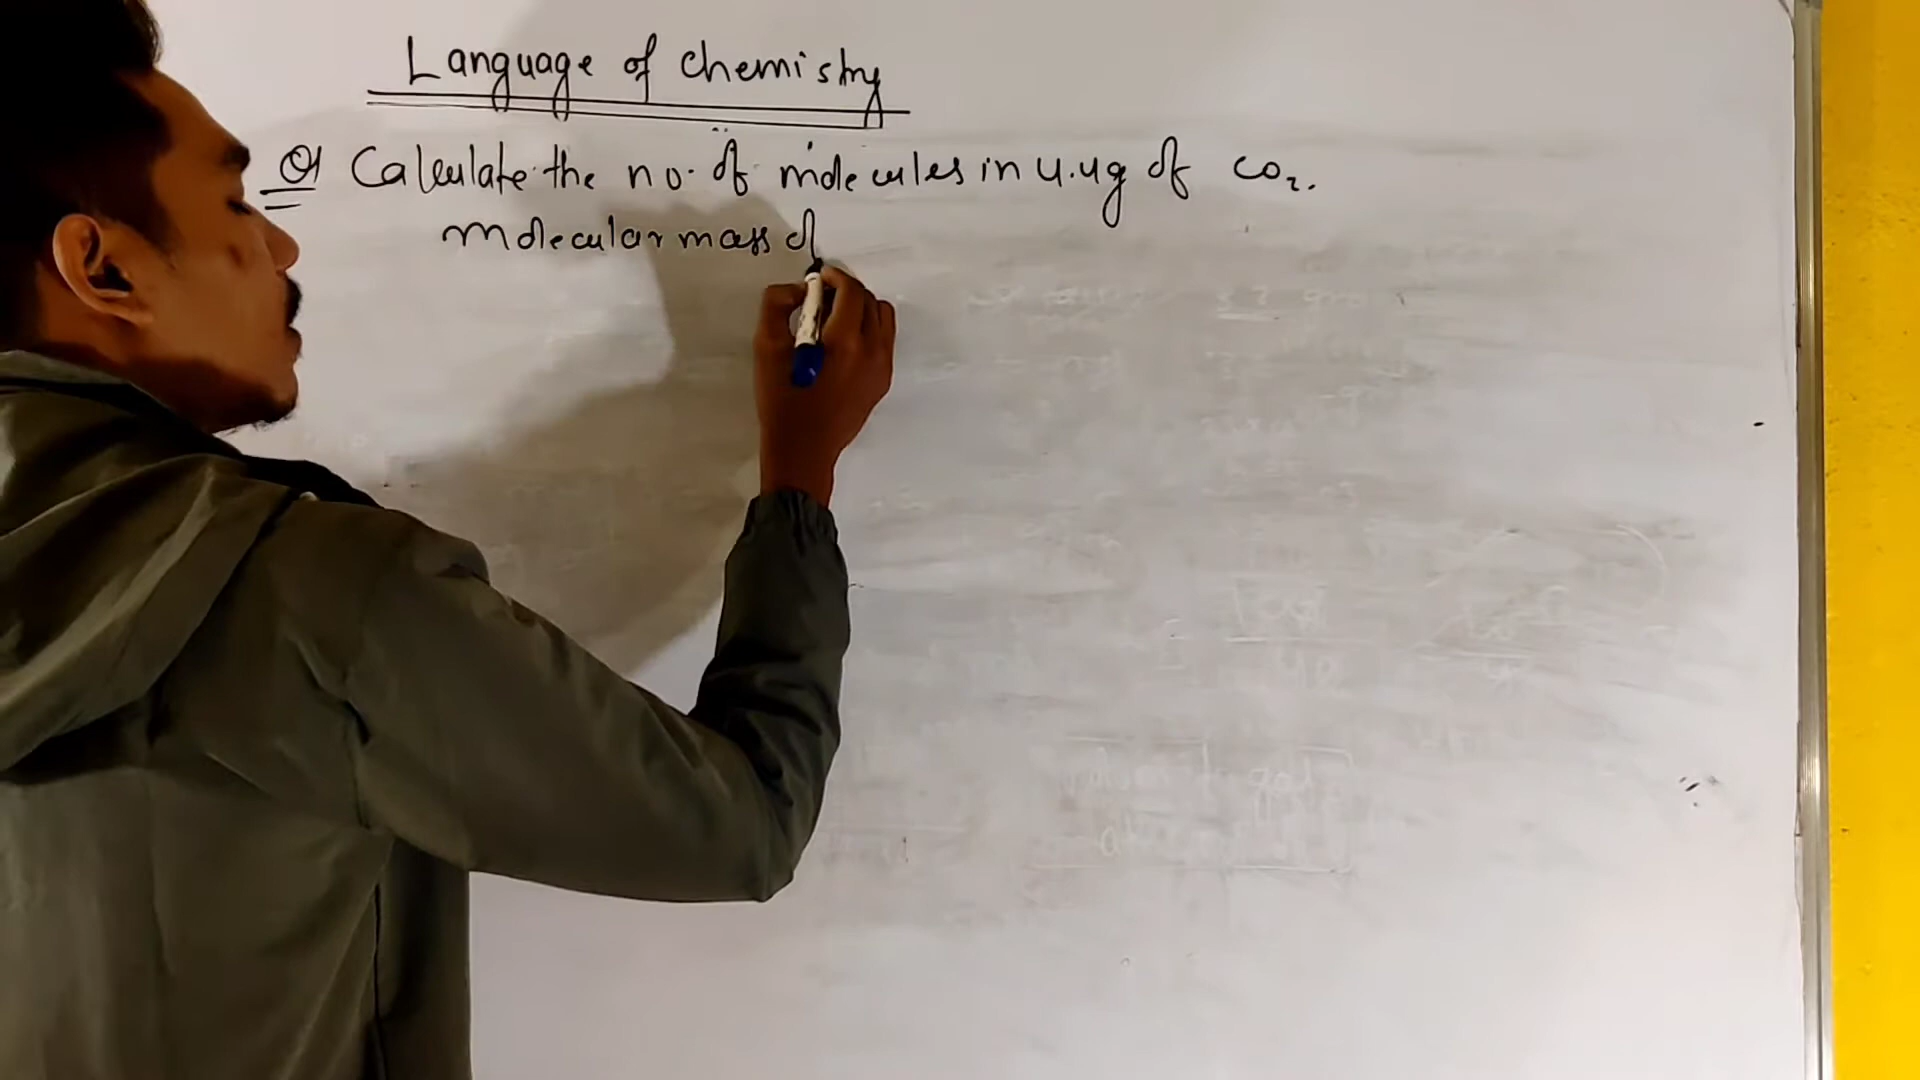 Language of chemistry
Q1 Calculate the no. of molecules in 4.4g of CO₂.
molecular mass of